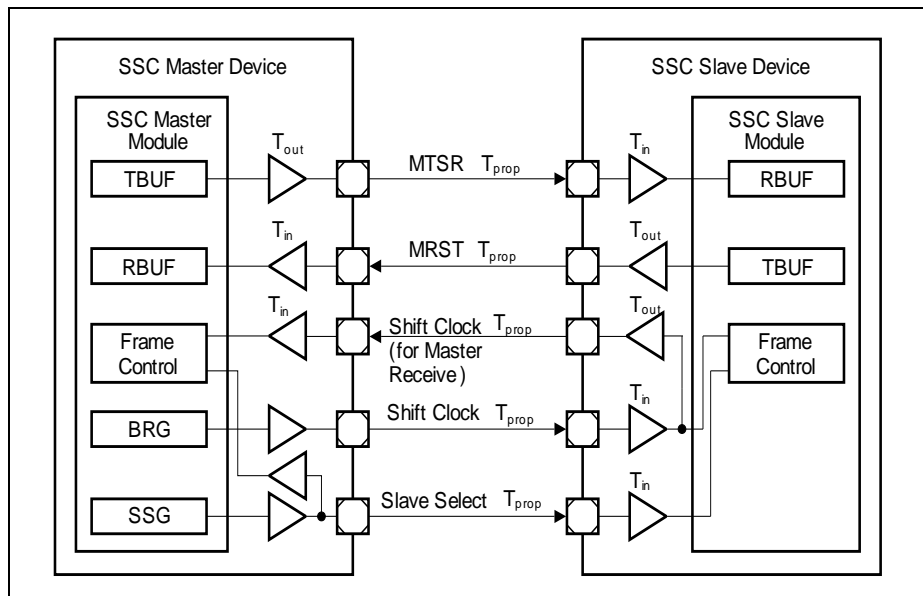 SSC Master Device
SSC Slave Device
SSC Master
Module
SSC Slave
Module
TBUF
Tout
MTSR Tprop
Tin
RBUF
RBUF
Tin
MRST Tprop
Tout
TBUF
Frame
Control
Tin
Shift Clock Tprop
(for Master
Receive)
Tout
Frame
Control
BRG
Shift Clock Tprop
Tin
SSG
Slave Select Tprop
Tin